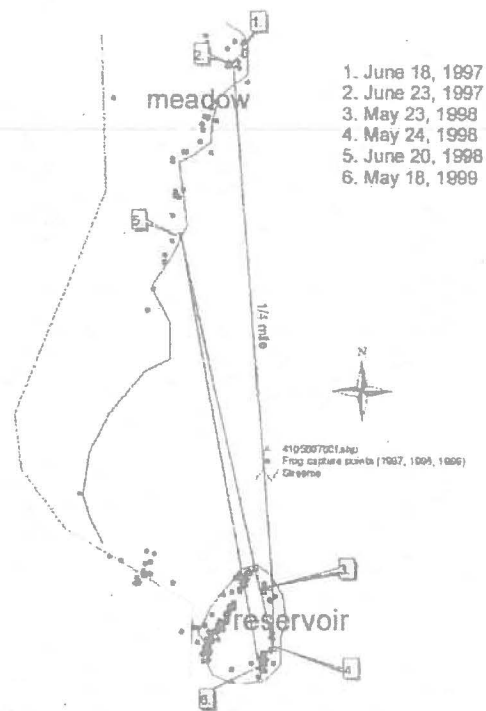 1
2
meadow
1. June 18, 1997
2. June 23, 1997
3. May 23, 1998
4. May 24, 1998
5. June 20, 1998
6. May 18, 1999
5
1/4 mile
N
Frog capture points (1997, 1998, 1999)
Streams
3
reservoir
4
6